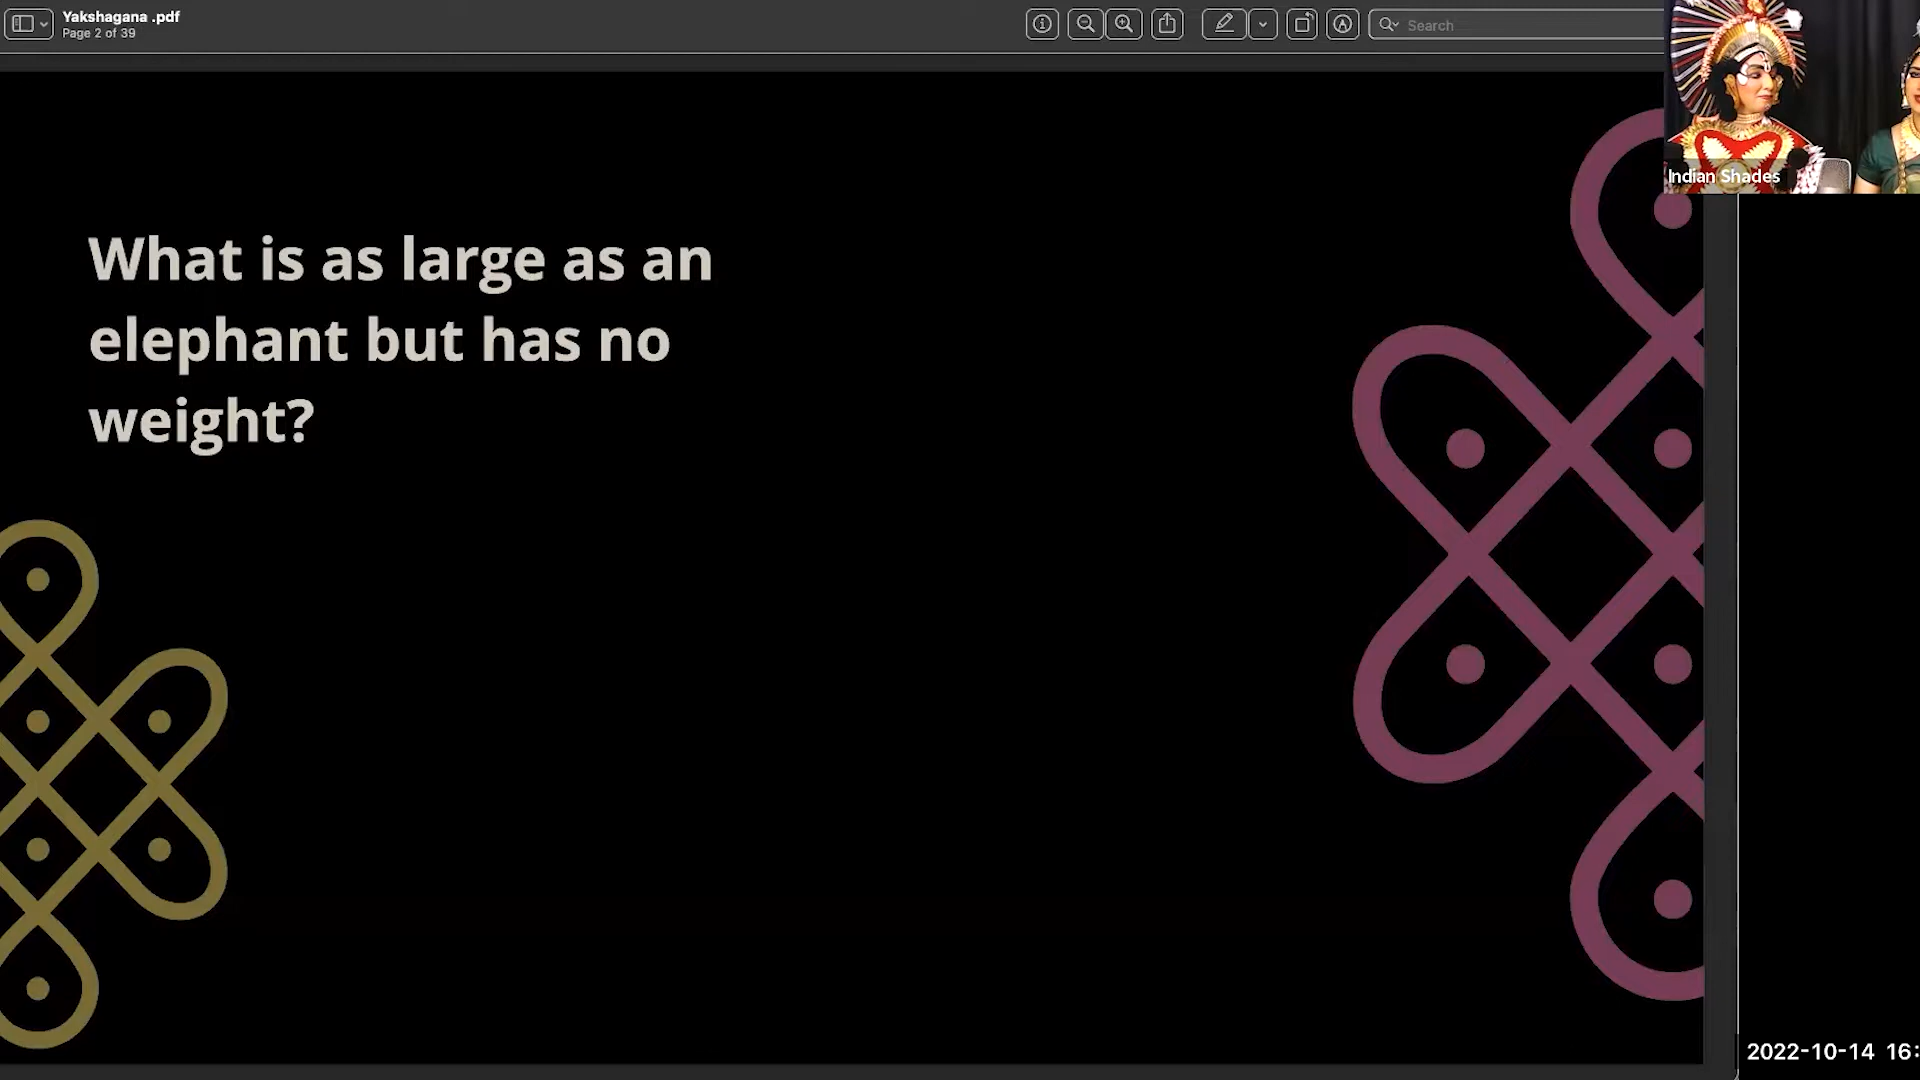 Yakshagana .pdf
Page 2 of 39
Search
Indian Shades
What is as large as an
elephant but has no
weight?
2022-10-14 16: